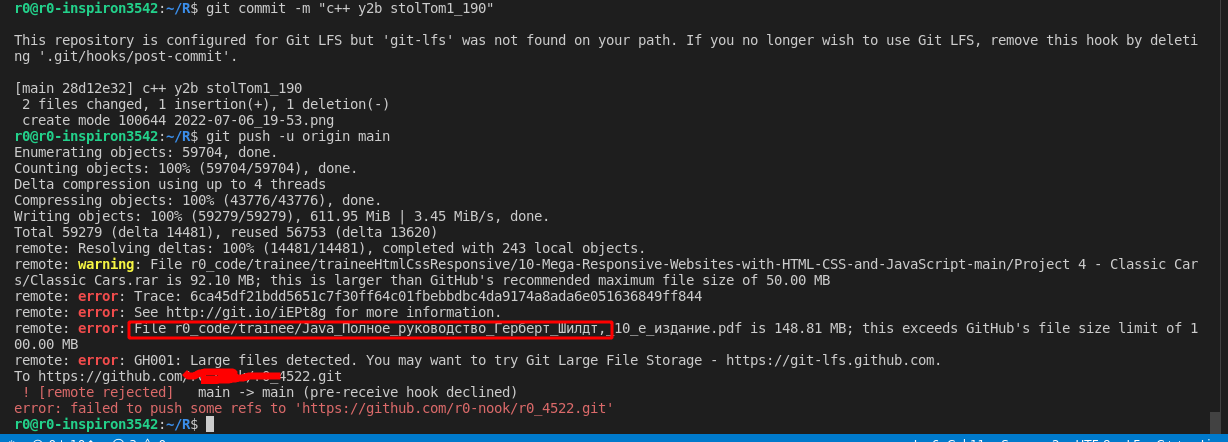 r0@r0-inspiron3542:~/R$ git commit -m "c++ y2b stolTom1_190"
This repository is configured for Git LFS but 'git-lfs' was not found on your path. If you no longer wish to use Git LFS, remove this hook by deleti
ng '.git/hooks/post-commit'.
[main 28d12e32] c++ y2b stolTom1_190
2 files changed, 1 insertion(+), 1 deletion(-)
create mode 100644 2022-07-06_19-53.png
r0@r0-inspiron3542:~/R$ git push -u origin main
Enumerating objects: 59704, done.
Counting objects: 100% (59704/59704), done.
Delta compression using up to 4 threads
Compressing objects: 100% (43776/43776), done.
Writing objects: 100% (59279/59279), 611.95 MiB | 3.45 MiB/s, done.
Total 59279 (delta 14481), reused 56753 (delta 13620)
remote: Resolving deltas: 100% (14481/14481), completed with 243 local objects.
remote: warning: File r0_code/trainee/traineeHtmlCssResponsive/10-Mega-Responsive-Websites-with-HTML-CSS-and-JavaScript-main/Project 4 - Classic Car
s/Classic Cars.rar is 92.10 MB; this is larger than GitHub's recommended maximum file size of 50.00 MB
remote: error: Trace: 6ca45df21bdd5651c7f30ff64c01fbebbdbc4da9174a8ada6e051636849ff844
remote: error: See http://git.io/iEPt8g for more information.
remote: error: File r0_code/trainee/Java_Полное_руководство_Герберт_Шилдт,_10_е_издание.pdf is 148.81 MB; this exceeds GitHub's file size limit of 1
00.00 MB
remote: error: GH001: Large files detected. You may want to try Git Large File Storage - https://git-lfs.github.com.
To https://github.com/ r0_4522.git
! [remote rejected] main -> main (pre-receive hook declined)
error: failed to push some refs to 'https://github.com/r0-nook/r0_4522.git'
r0@r0-inspiron3542:~/R$